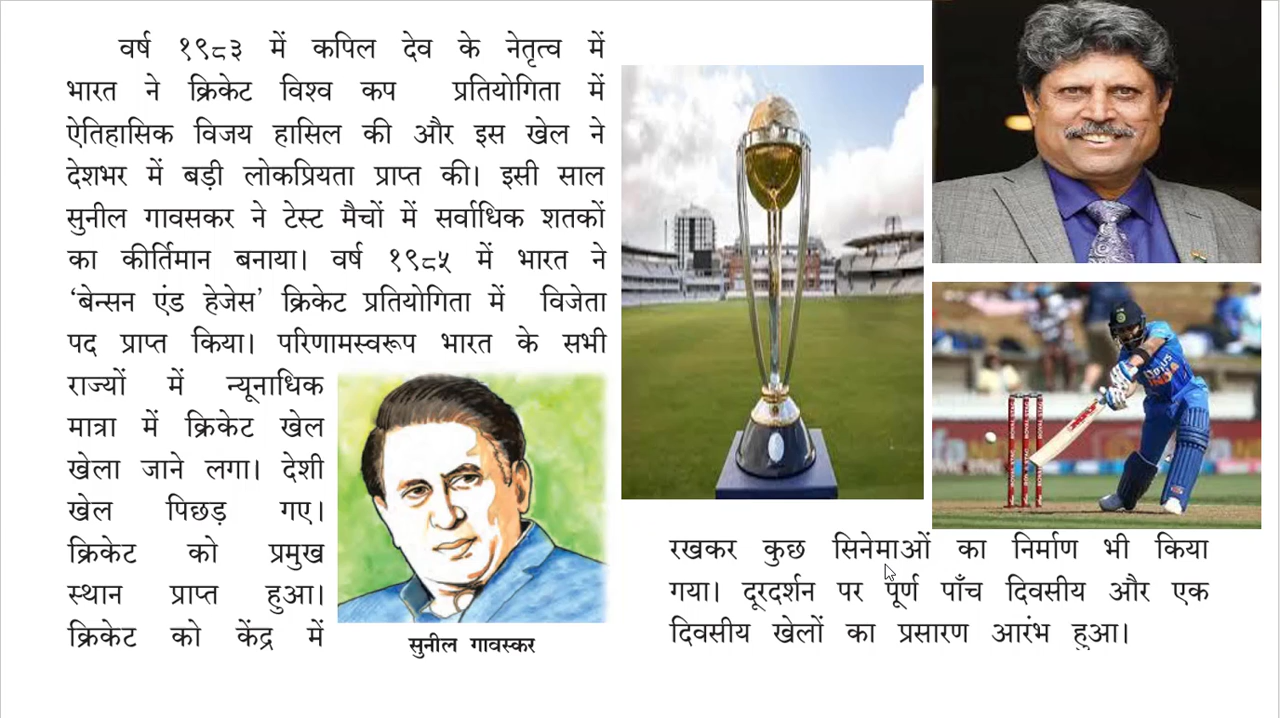 वर्ष १९८३ में कपिल देव के नेतृत्व में
भारत ने क्रिकेट विश्व कप प्रतियोगिता में
ऐतिहासिक विजय हासिल की और इस खेल ने
देशभर में बड़ी लोकप्रियता प्राप्त की। इसी साल
सुनील गावसकर ने टेस्ट मैचों में सर्वाधिक शतकों
का कीर्तिमान बनाया। वर्ष १९८५ में भारत ने
‘बेन्सन एंड हेजेस’ क्रिकेट प्रतियोगिता में विजेता
पद प्राप्त किया। परिणामस्वरूप भारत के सभी
राज्यों में न्यूनाधिक
मात्रा में क्रिकेट खेल
खेला जाने लगा। देशी
खेल पिछड़ गए।
क्रिकेट को प्रमुख
स्थान प्राप्त हुआ।
क्रिकेट को केंद्र में
सुनील गावस्कर
रखकर कुछ सिनेमाओं का निर्माण भी किया
गया। दूरदर्शन पर पूर्ण पाँच दिवसीय और एक
दिवसीय खेलों का प्रसारण आरंभ हुआ।
INDIA